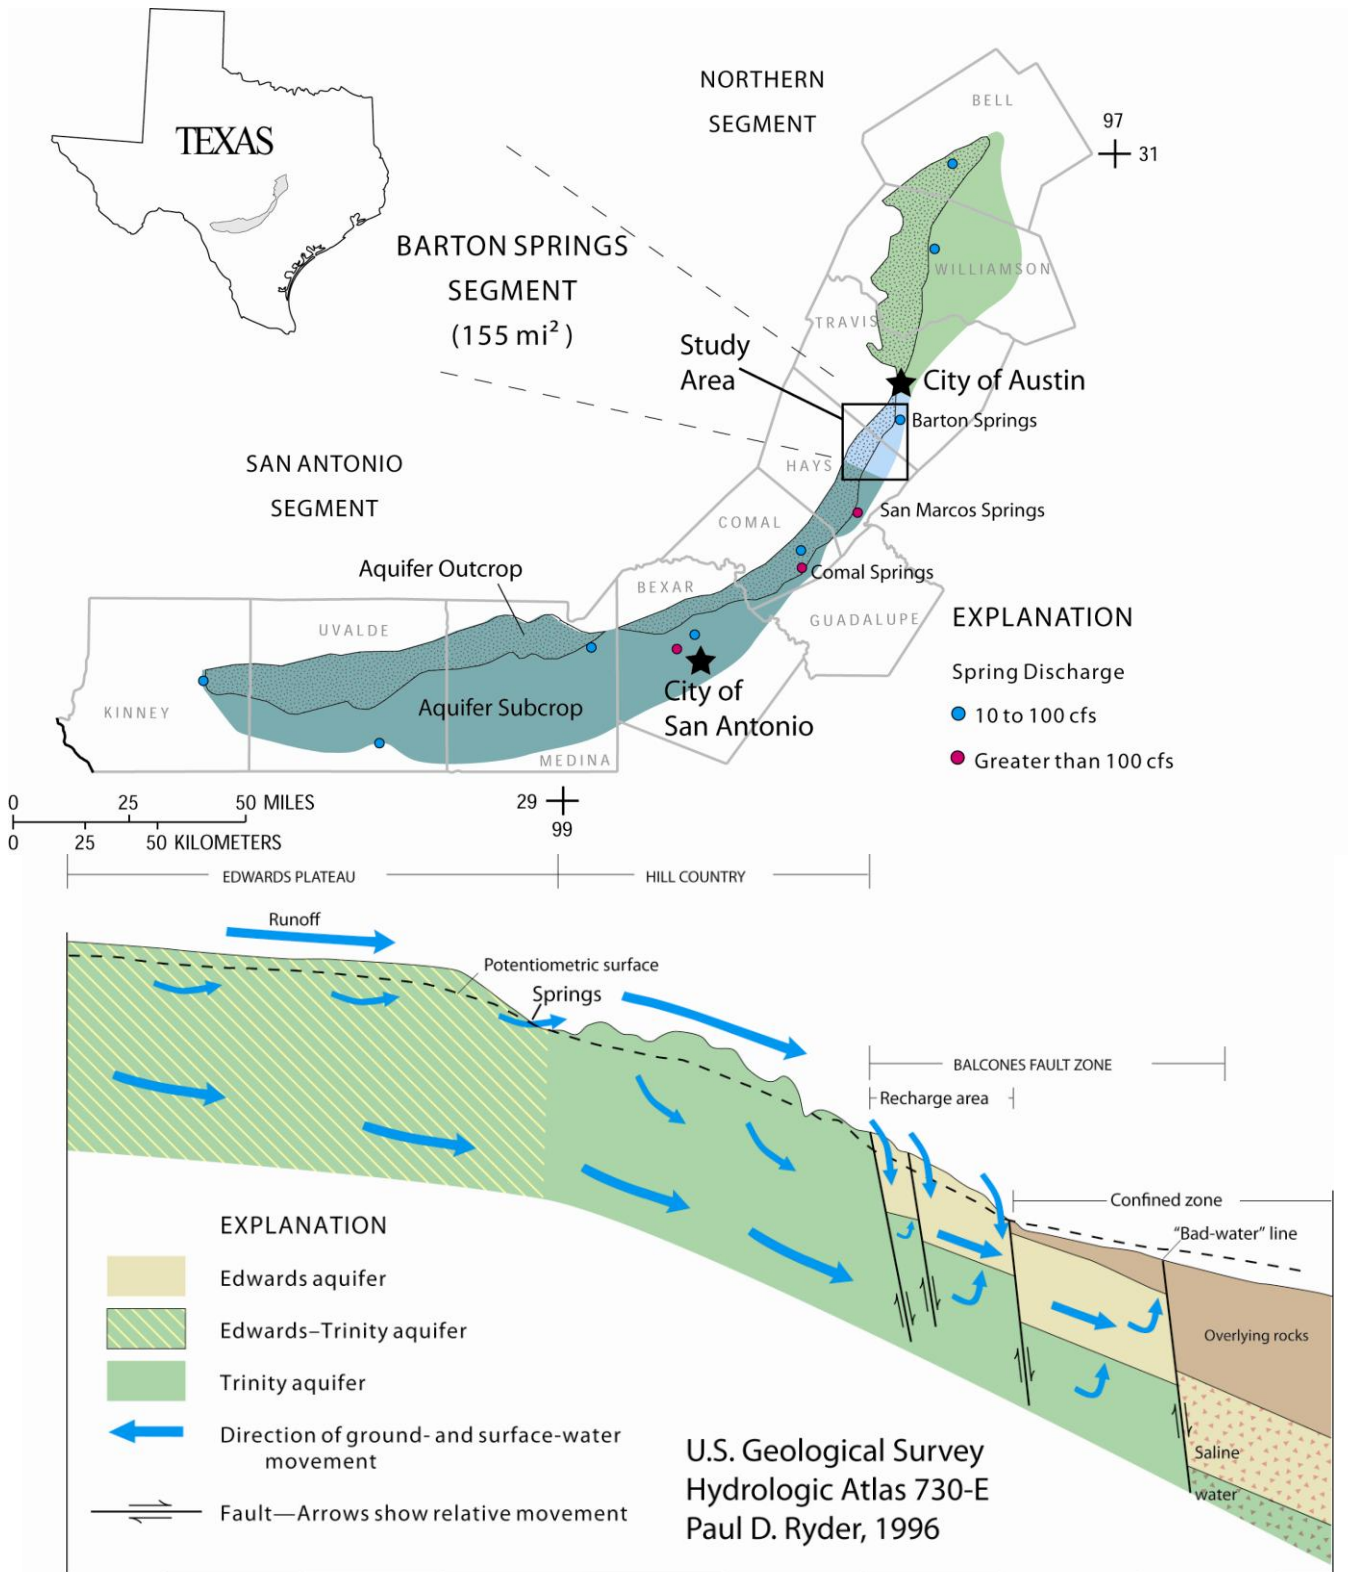 TEXAS
NORTHERN
SEGMENT
BELL
97
31
BARTON SPRINGS
SEGMENT
(155 mi²)
WILLIAMSON
TRAVIS
Study
Area
City of Austin
Barton Springs
SAN ANTONIO
SEGMENT
HAYS
San Marcos Springs
COMAL
Aquifer Outcrop
BEXAR
Comal Springs
GUADALUPE
UVALDE
KINNEY
Aquifer Subcrop
City of
San Antonio
MEDINA
EXPLANATION
Spring Discharge
10 to 100 cfs
Greater than 100 cfs
0 25 50 MILES
0 25 50 KILOMETERS
29
99
EDWARDS PLATEAU
HILL COUNTRY
Runoff
Potentiometric surface
Springs
BALCONES FAULT ZONE
Recharge area
Confined zone
"Bad-water" line
Overlying rocks
Saline
water
EXPLANATION
Edwards aquifer
Edwards–Trinity aquifer
Trinity aquifer
Direction of ground- and surface-water
movement
Fault—Arrows show relative movement
U.S. Geological Survey
Hydrologic Atlas 730-E
Paul D. Ryder, 1996